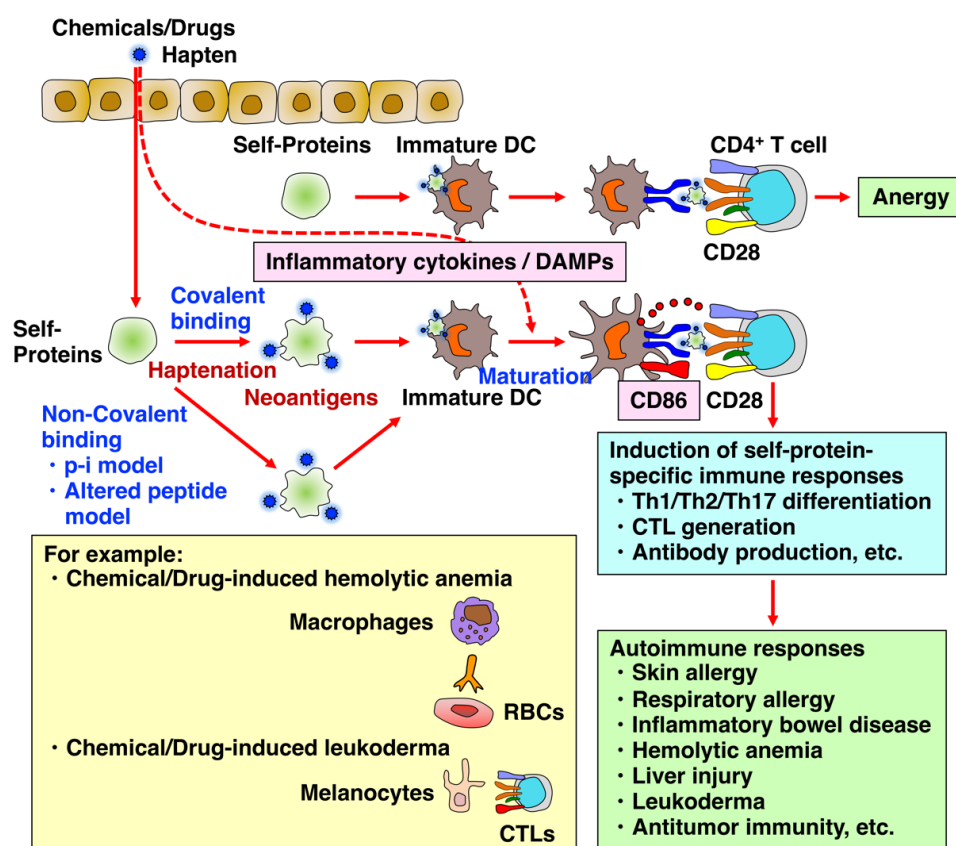 Chemicals/Drugs
Hapten
Self-Proteins
Immature DC
CD4⁺ T cell
Anergy
CD28
Inflammatory cytokines / DAMPs
Covalent
binding
Self-
Proteins
Haptenation
Neoantigens
Immature DC
Maturation
CD86
CD28
Non-Covalent
binding
・p-i model
・Altered peptide
model
Induction of self-protein-
specific immune responses
・Th1/Th2/Th17 differentiation
・CTL generation
・Antibody production, etc.
For example:
・Chemical/Drug-induced hemolytic anemia
Macrophages
RBCs
・Chemical/Drug-induced leukoderma
Melanocytes
CTLs
Autoimmune responses
・Skin allergy
・Respiratory allergy
・Inflammatory bowel disease
・Hemolytic anemia
・Liver injury
・Leukoderma
・Antitumor immunity, etc.